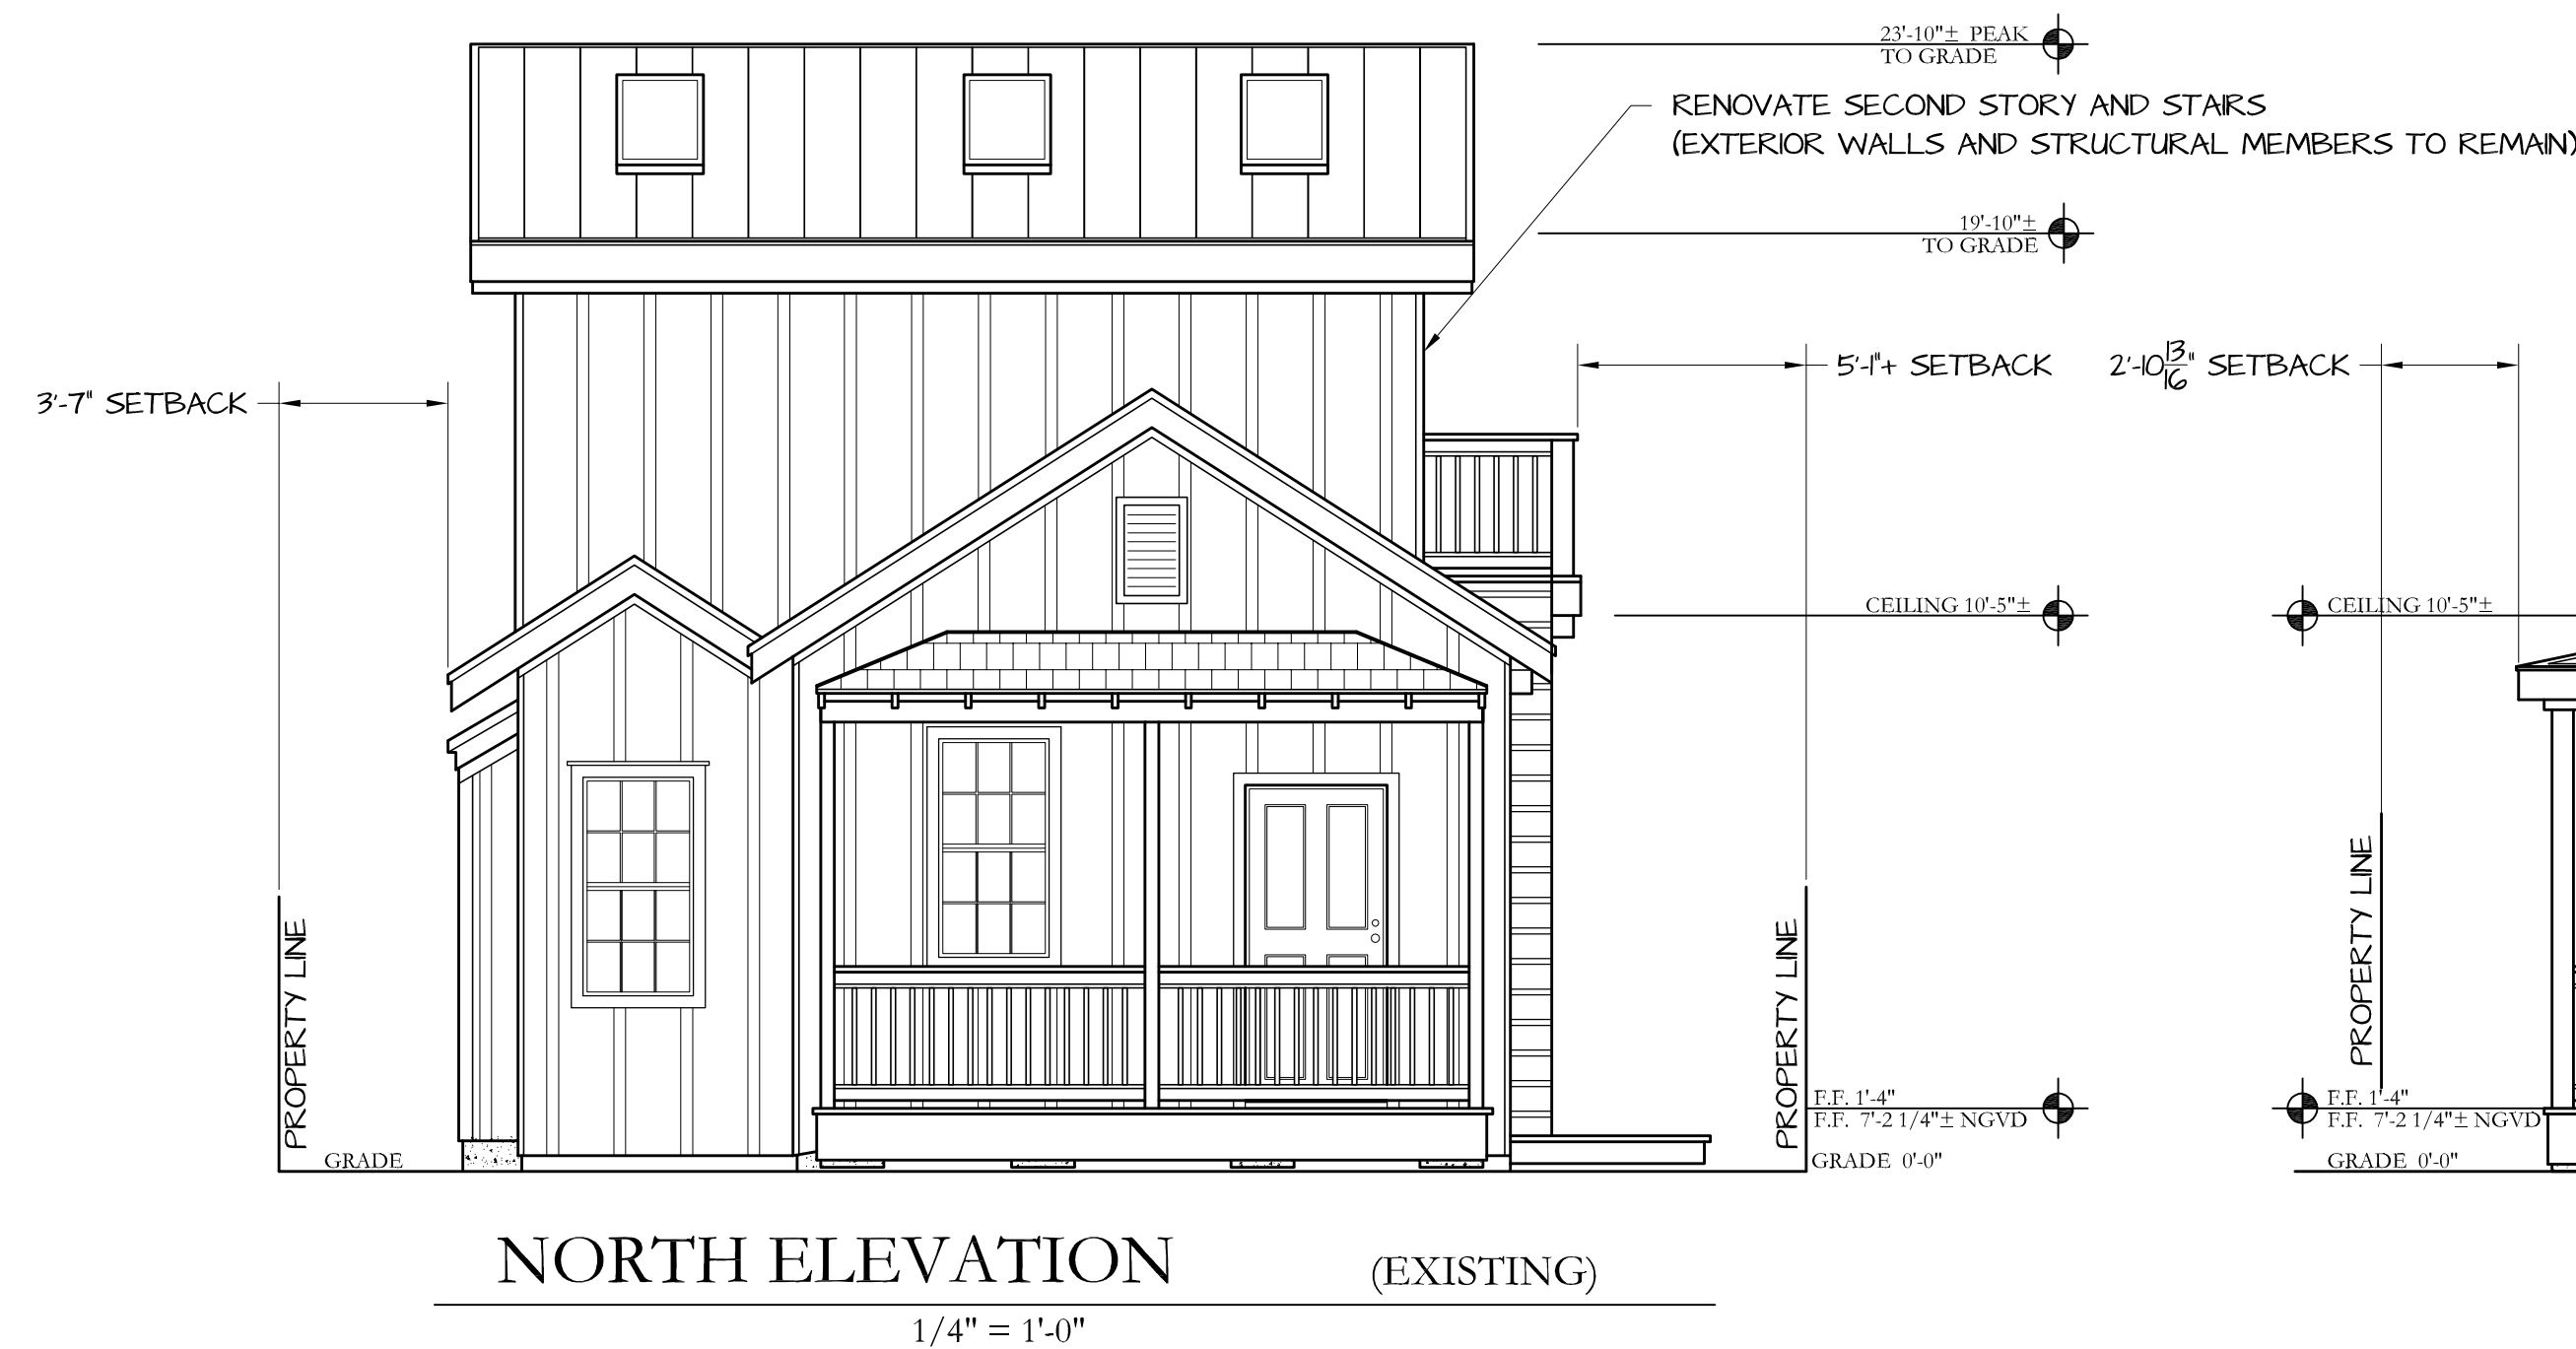 23'-10"± PEAK
TO GRADE
RENOVATE SECOND STORY AND STAIRS
(EXTERIOR WALLS AND STRUCTURAL MEMBERS TO REMAIN)
19'-10"±
TO GRADE
3'-7" SETBACK
5'-1"+ SETBACK
2'-10 13/16" SETBACK
CEILING 10'-5"±
CEILING 10'-5"±
PROPERTY LINE
PROPERTY LINE
PROPERTY LINE
F.F. 1'-4"
F.F. 7'-2 1/4"± NGVD
F.F. 1'-4"
F.F. 7'-2 1/4"± NGVD
GRADE
GRADE 0'-0"
GRADE 0'-0"
NORTH ELEVATION (EXISTING)
1/4" = 1'-0"